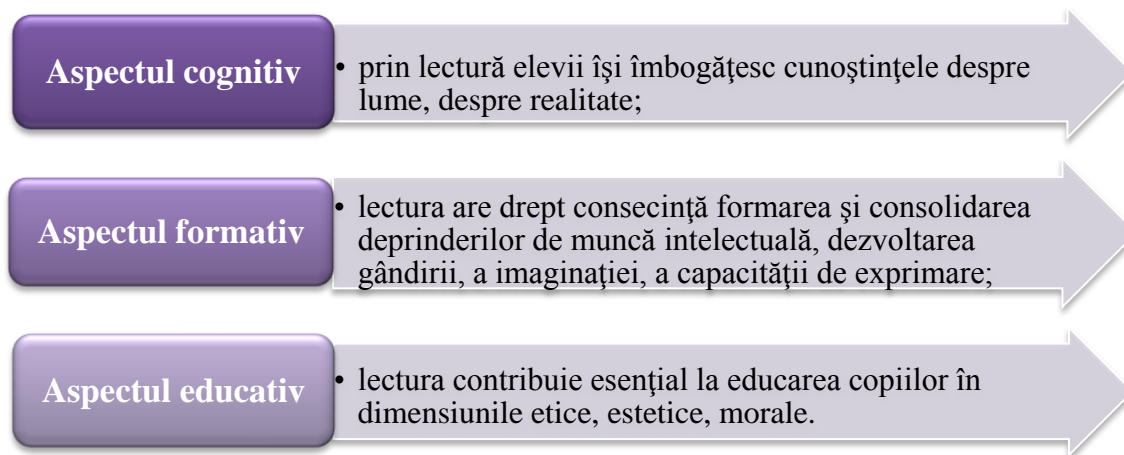 Aspectul cognitiv
• prin lectură elevii îşi îmbogăţesc cunoştinţele despre
lume, despre realitate;
Aspectul formativ
• lectura are drept consecinţă formarea şi consolidarea
deprinderilor de muncă intelectuală, dezvoltarea
gândirii, a imaginaţiei, a capacităţii de exprimare;
Aspectul educativ
• lectura contribuie esenţial la educarea copiilor în
dimensiunile etice, estetice, morale.